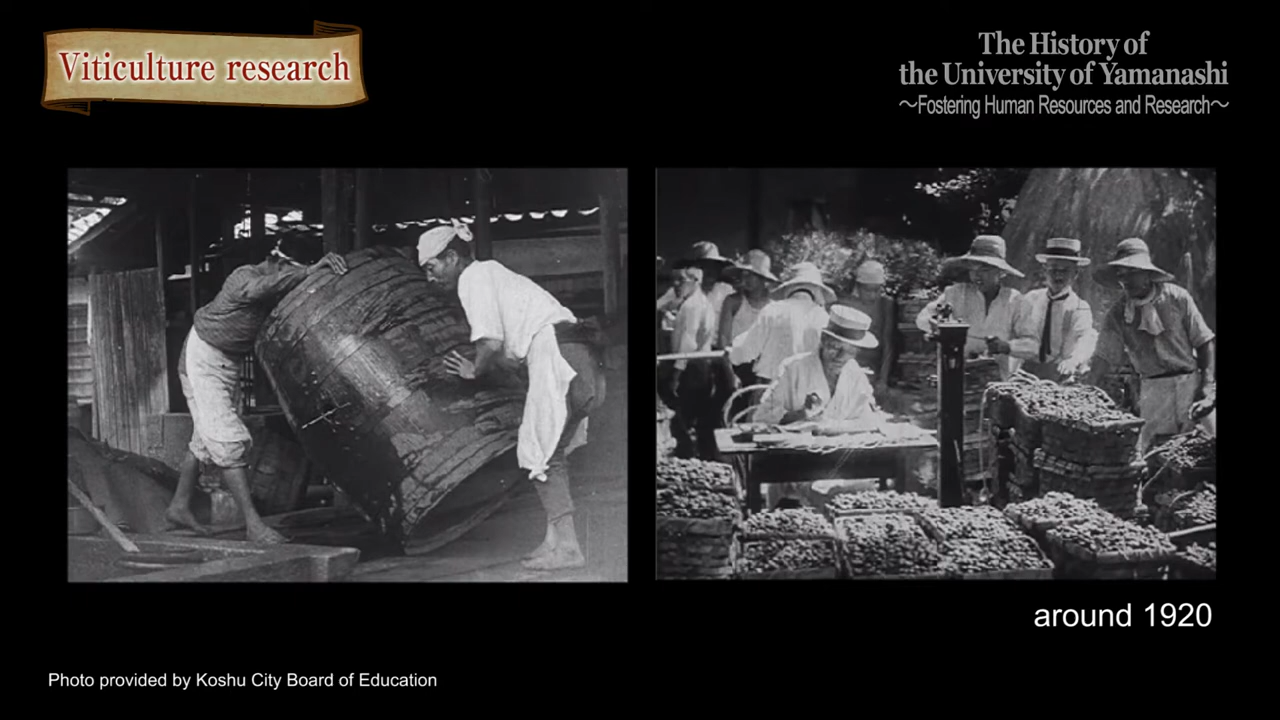 Viticulture research
The History of
the University of Yamanashi
～Fostering Human Resources and Research～
around 1920
Photo provided by Koshu City Board of Education